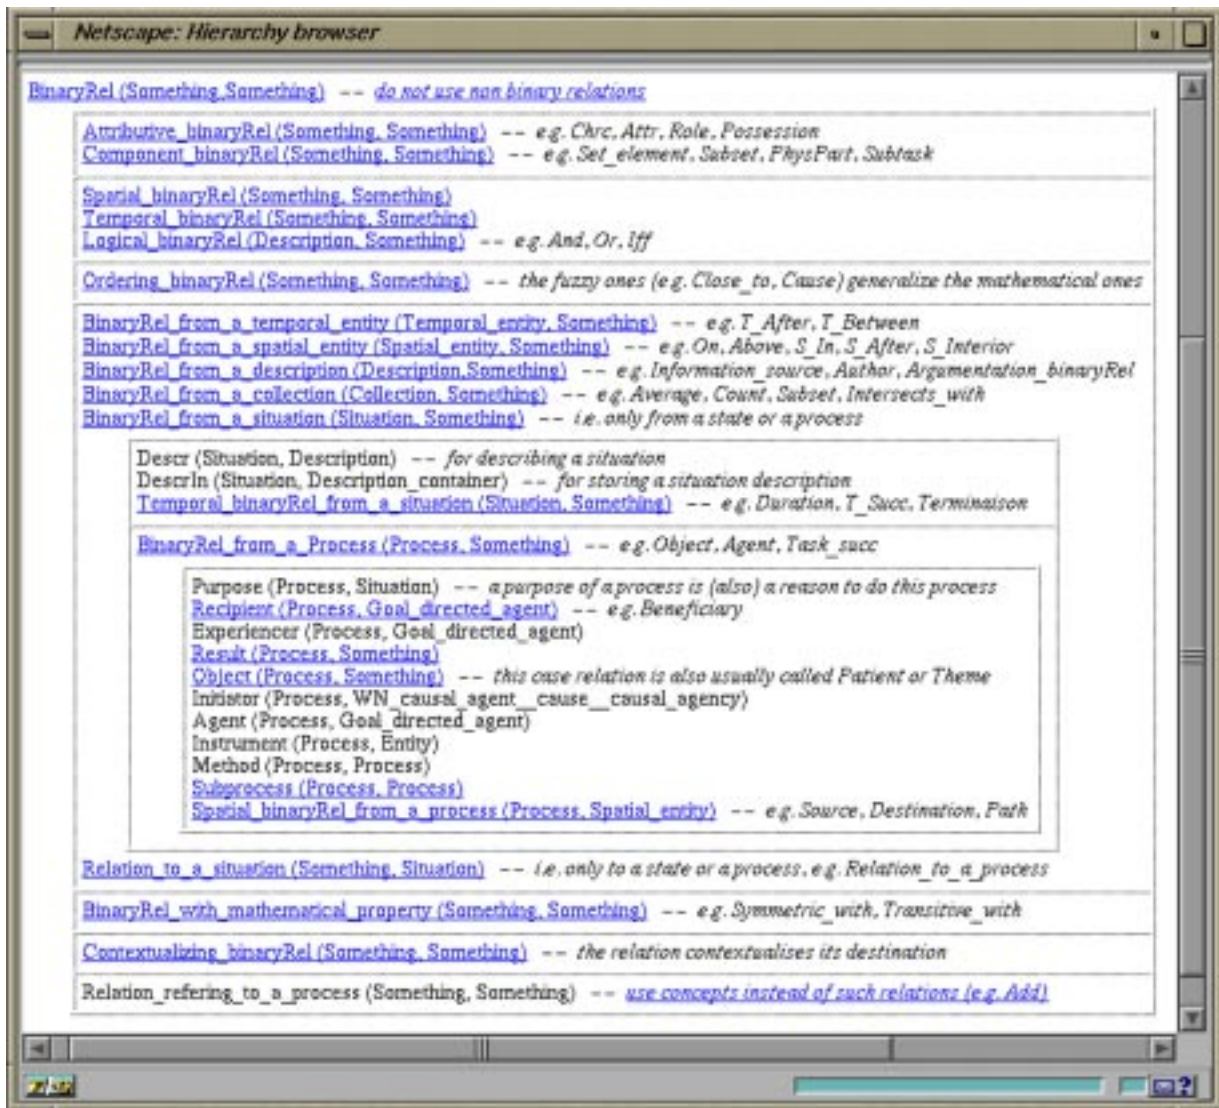 Netscape: Hierarchy browser
BinaryRel (Something,Something) -- do not use non binary relations
Attributive_binaryRel (Something, Something) -- e.g. Chrc, Attr, Role, Possession
Component_binaryRel (Something, Something) -- e.g. Set_element, Subset, PhysPart, Subtask
Spatial_binaryRel (Something, Something)
Temporal_binaryRel (Something, Something)
Logical_binaryRel (Description, Something) -- e.g. And, Or, Iff
Ordering_binaryRel (Something, Something) -- the fuzzy ones (e.g. Close_to, Cause) generalize the mathematical ones
BinaryRel_from_a_temporal_entity (Temporal_entity, Something) -- e.g. T_After, T_Between
BinaryRel_from_a_spatial_entity (Spatial_entity, Something) -- e.g. On, Above, S_In, S_After, S_Interior
BinaryRel_from_a_description (Description,Something) -- e.g. Information_source, Author, Argumentation_binaryRel
BinaryRel_from_a_collection (Collection, Something) -- e.g. Average, Count, Subset, Intersects_with
BinaryRel_from_a_situation (Situation, Something) -- i.e. only from a state or a process
Descr (Situation, Description) -- for describing a situation
DescrIn (Situation, Description_container) -- for storing a situation description
Temporal_binaryRel_from_a_situation (Situation, Something) -- e.g. Duration, T_Succ, Terminaison
BinaryRel_from_a_Process (Process, Something) -- e.g. Object, Agent, Task_succ
Purpose (Process, Situation) -- a purpose of a process is (also) a reason to do this process
Recipient (Process, Goal_directed_agent) -- e.g. Beneficiary
Experiencer (Process, Goal_directed_agent)
Result (Process, Something)
Object (Process, Something) -- this case relation is also usually called Patient or Theme
Initiator (Process, WN_causal_agent__cause__causal_agency)
Agent (Process, Goal_directed_agent)
Instrument (Process, Entity)
Method (Process, Process)
Subprocess (Process, Process)
Spatial_binaryRel_from_a_process (Process, Spatial_entity) -- e.g. Source, Destination, Path
Relation_to_a_situation (Something, Situation) -- i.e. only to a state or a process, e.g. Relation_to_a_process
BinaryRel_with_mathematical_property (Something, Something) -- e.g. Symmetric_with, Transitive_with
Contextualizing_binaryRel (Something, Something) -- the relation contextualises its destination
Relation_refering_to_a_process (Something, Something) -- use concepts instead of such relations (e.g. Add)